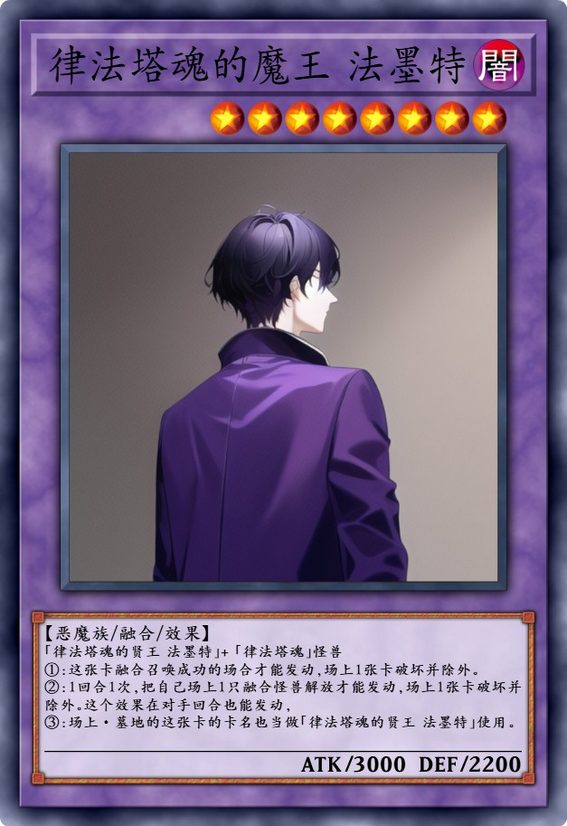 律法塔魂的魔王 法墨特 闇
【恶魔族/融合/效果】
「律法塔魂的贤王 法墨特」+「律法塔魂」怪兽
①:这张卡融合召唤成功的场合才能发动,场上1张卡破坏并除外。
②:1回合1次,把自己场上1只融合怪兽解放才能发动,场上1张卡破坏并
除外。这个效果在对手回合也能发动,
③:场上·墓地的这张卡的卡名也当做「律法塔魂的贤王 法墨特」使用。
ATK/3000 DEF/2200